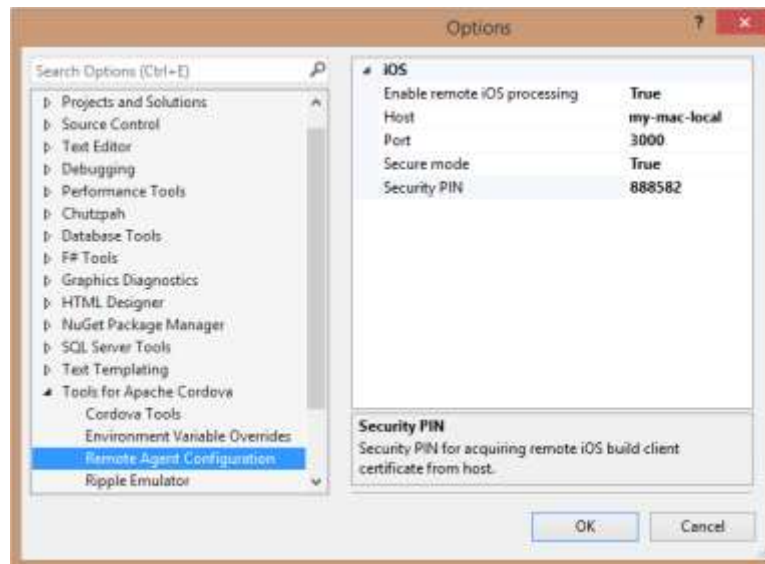 Options
?
Search Options (Ctrl+E)
Projects and Solutions
Source Control
Text Editor
Debugging
Performance Tools
Chutzpah
Database Tools
F# Tools
Graphics Diagnostics
HTML Designer
NuGet Package Manager
SQL Server Tools
Text Templating
Tools for Apache Cordova
Cordova Tools
Environment Variable Overrides
Remote Agent Configuration
Ripple Emulator
iOS
Enable remote iOS processing True
Host my-mac-local
Port 3000
Secure mode True
Security PIN 888582
Security PIN
Security PIN for acquiring remote iOS build client
certificate from host.
OK
Cancel